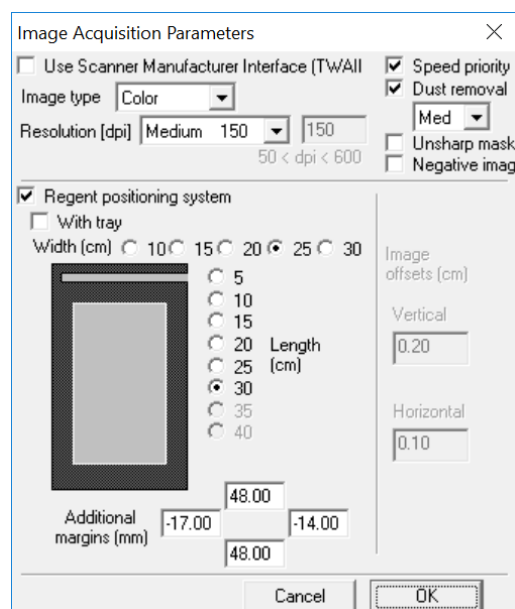 Image Acquisition Parameters
Use Scanner Manufacturer Interface (TWAII
Speed priority
Image type Color
Dust removal
Med
Resolution [dpi] Medium 150 150
50 < dpi < 600
Unsharp mask
Negative imag
Regent positioning system
With tray
Width (cm) 10 15 20 25 30
5
10
15
20
25
30
35
40
Length
(cm)
Image
offsets (cm)
Vertical
0.20
Horizontal
0.10
Additional
margins (mm)
48.00
-17.00 -14.00
48.00
Cancel OK